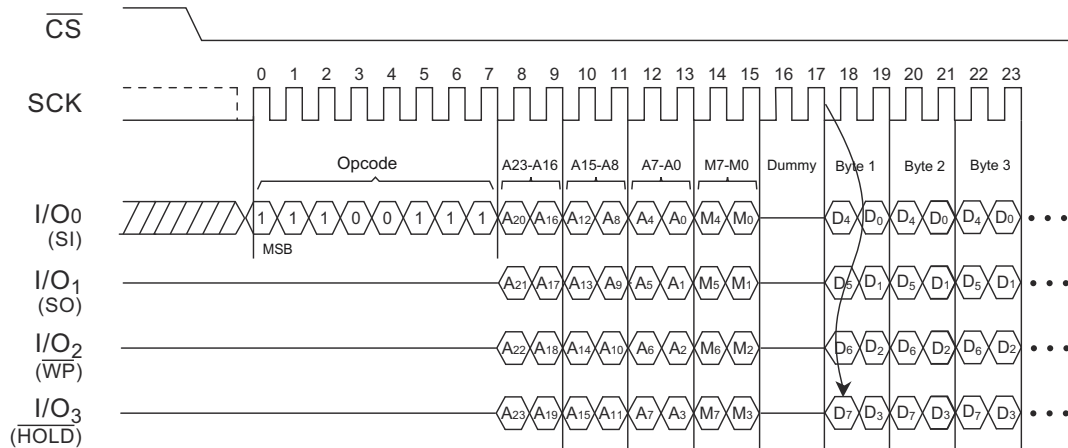 CS
0 1 2 3 4 5 6 7 8 9 10 11 12 13 14 15 16 17 18 19 20 21 22 23
SCK
Opcode A23-A16 A15-A8 A7-A0 M7-M0 Dummy Byte 1 Byte 2 Byte 3
I/O0 1 1 1 0 0 1 1 1 A20 A16 A12 A8 A4 A0 M4 M0 D4 D0 D4 D0 D4 D0
(SI)
MSB
I/O1 A21 A17 A13 A9 A5 A1 M5 M1 D5 D1 D5 D1 D5 D1
(SO)
I/O2 A22 A18 A14 A10 A6 A2 M6 M2 D6 D2 D6 D2 D6 D2
(WP)
I/O3 A23 A19 A15 A11 A7 A3 M7 M3 D7 D3 D7 D3 D7 D3
(HOLD)